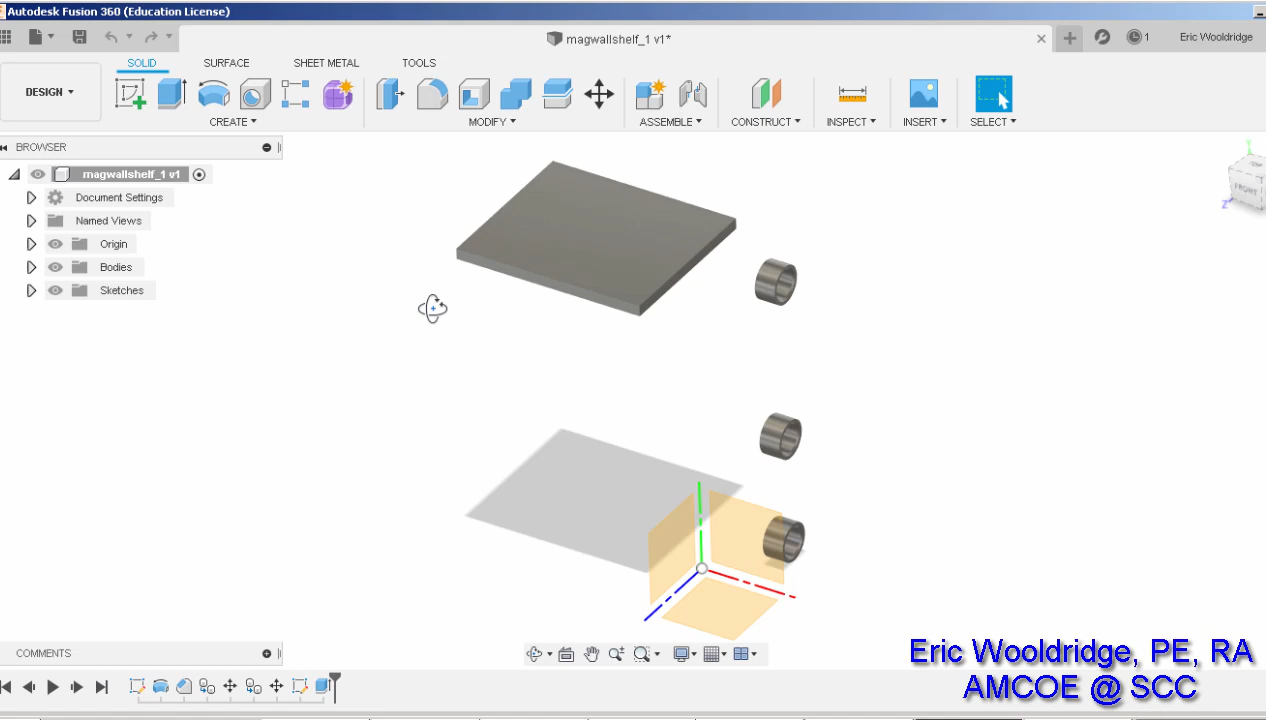 Autodesk Fusion 360 (Education License)
magwallshelf_1 v1*
1
Eric Wooldridge
DESIGN
SOLID
SURFACE
SHEET METAL
TOOLS
CREATE
MODIFY
ASSEMBLE
CONSTRUCT
INSPECT
INSERT
SELECT
BROWSER
magwallshelf_1 v1
Document Settings
Named Views
Origin
Bodies
Sketches
FRONT
Z
COMMENTS
Eric Wooldridge, PE, RA
AMCOE @ SCC